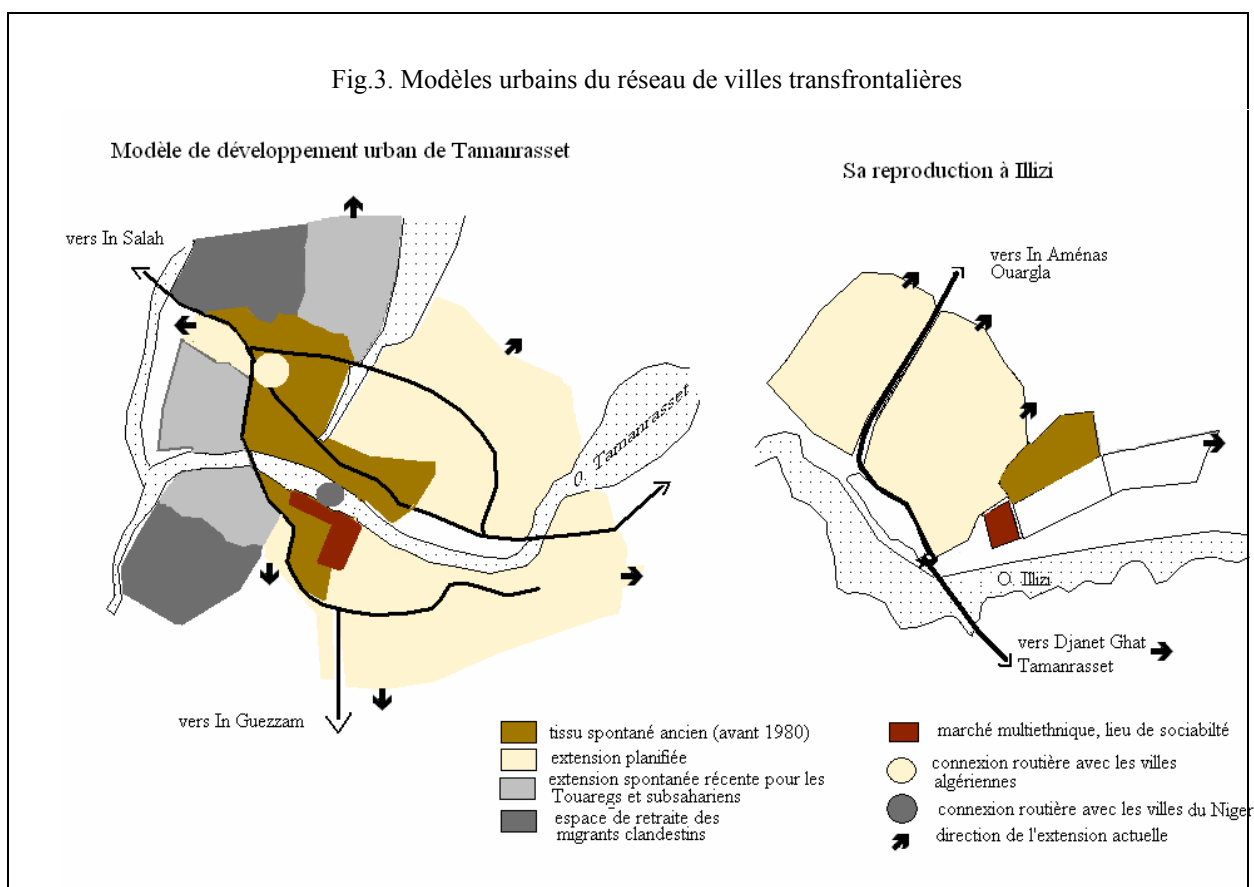 Fig.3. Modèles urbains du réseau de villes transfrontalières
Modèle de développement urban de Tamanrasset
Sa reproduction à Illizi
vers In Salah
vers In Aménas
Ouargla
O. Tamanrasset
O. Illizi
vers Djanet Ghat
Tamanrasset
vers In Guezzam
tissu spontané ancien (avant 1980)
extension planifiée
extension spontanée récente pour les
Touaregs et subsahariens
espace de retraite des
migrants clandestins
marché multiethnique, lieu de sociabilté
connexion routière avec les villes
algériennes
connexion routière avec les villes du Niger
direction de l'extension actuelle